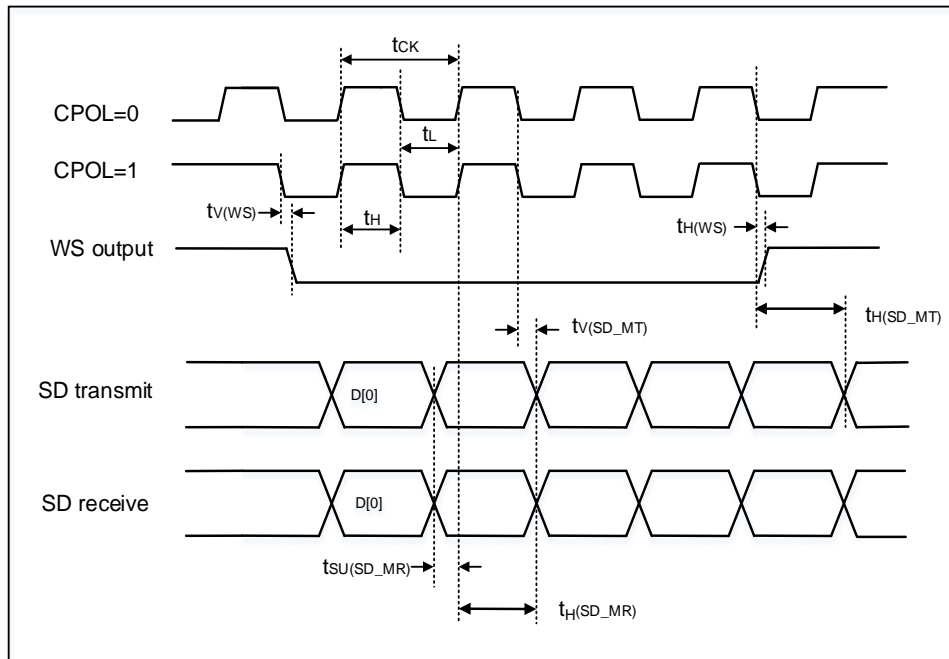 tCK
CPOL=0
tL
CPOL=1
tV(WS)
tH
tH(WS)
WS output
tV(SD_MT)
tH(SD_MT)
SD transmit
D[0]
SD receive
D[0]
tSU(SD_MR)
tH(SD_MR)